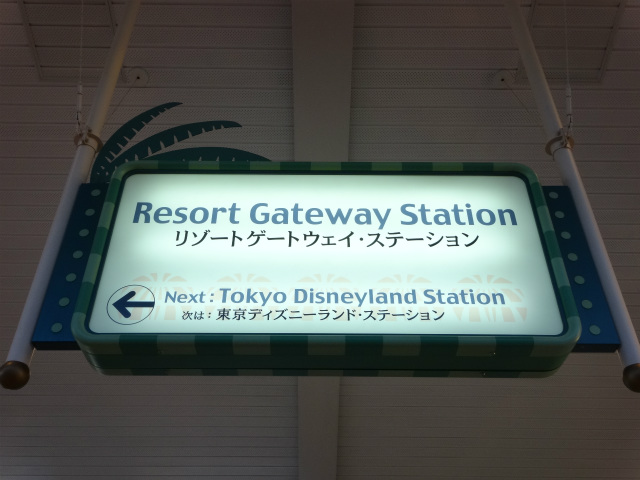 Resort Gateway Station
リゾートゲートウェイ・ステーション
Next : Tokyo Disneyland Station
次は : 東京ディズニーランド・ステーション